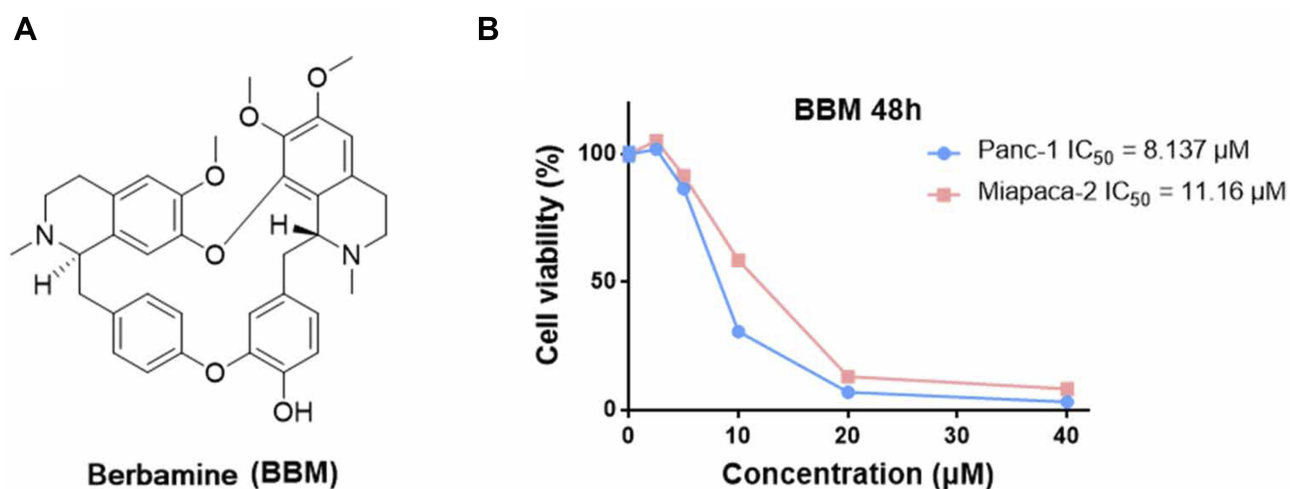 A
B
O
O
O
O
O
N
H
H
N
O
OH
Berbamine (BBM)
BBM 48h
Panc-1 IC50 = 8.137 µM
Miapaca-2 IC50 = 11.16 µM
Cell viability (%)
100
50
0
0
10
20
30
40
Concentration (µM)